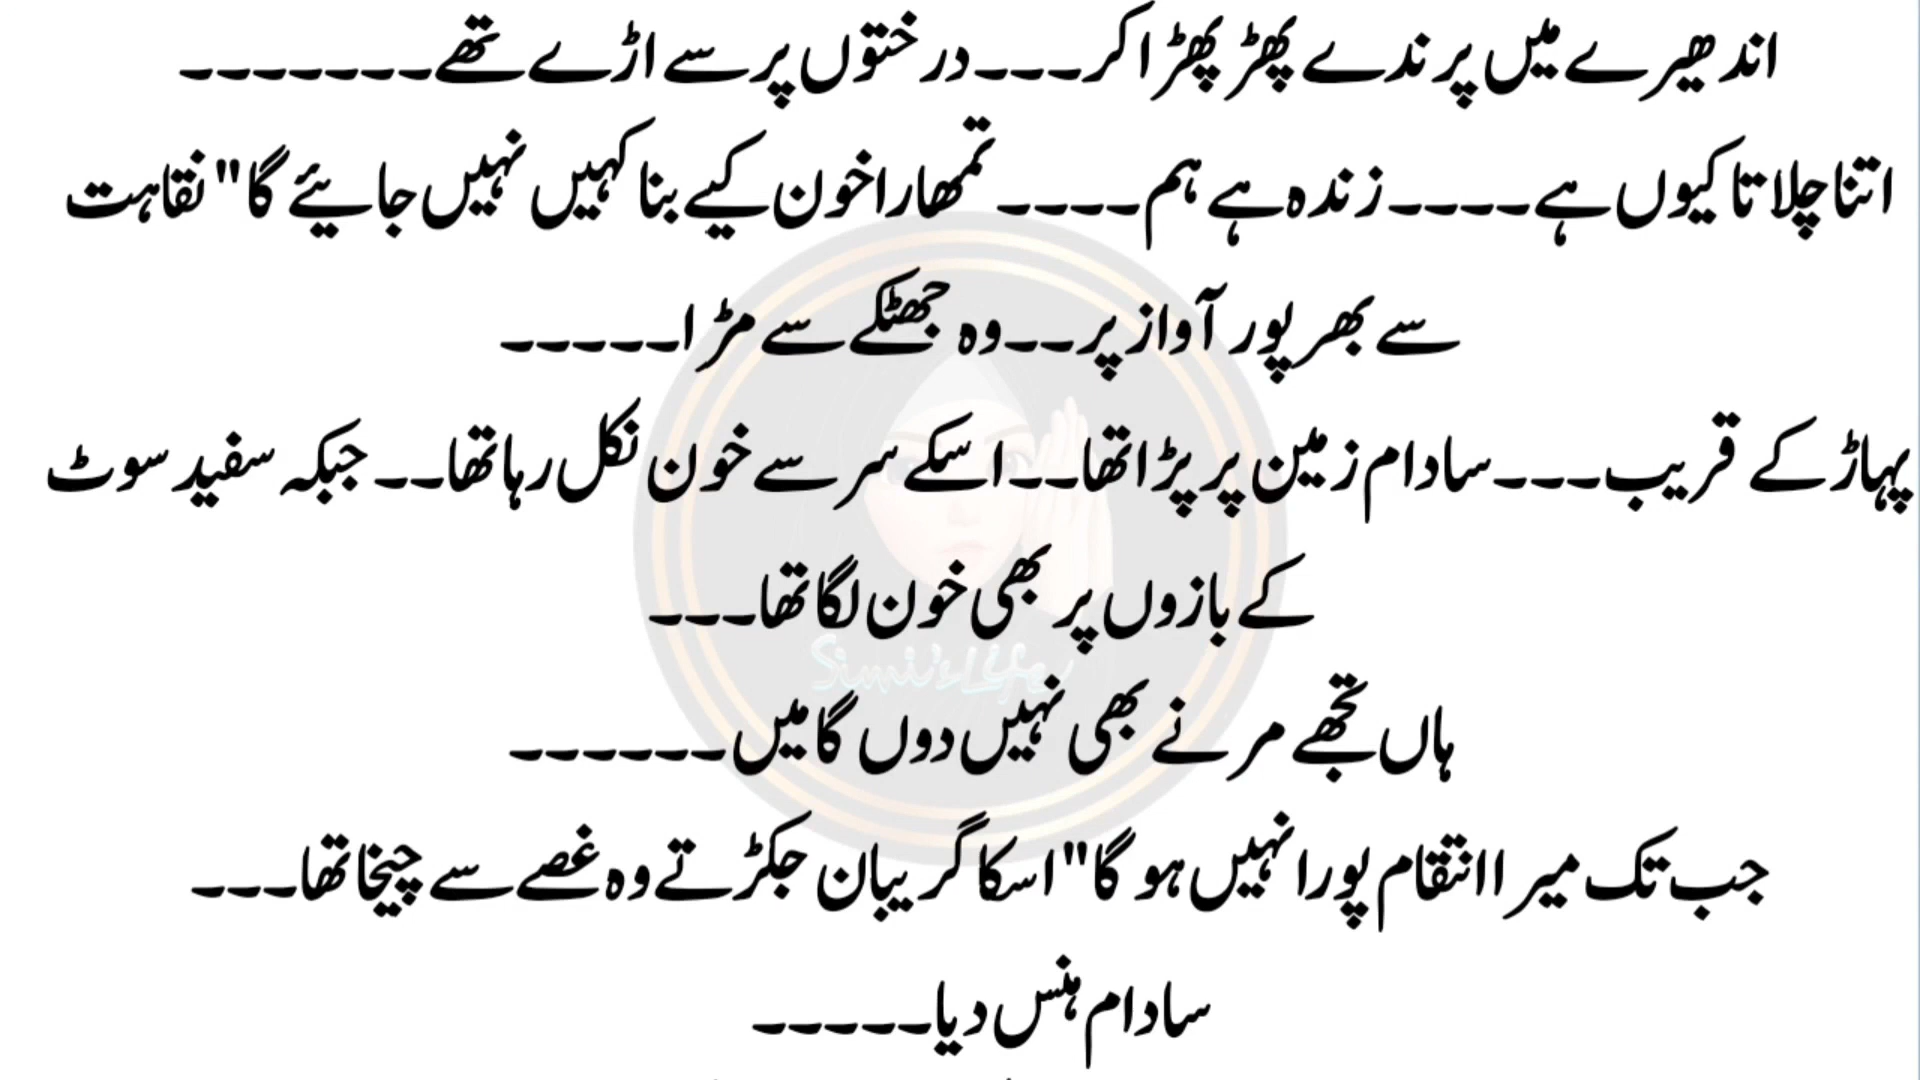 اندھیرے میں پرندے پھڑپھڑا کر۔۔۔درختوں پر سے اڑے تھے۔۔۔۔۔۔۔
اتنا چلاتا کیوں ہے۔۔۔۔زندہ ہے ہم۔۔۔۔ تمھارا خون کیے بنا کہیں نہیں جایئے گا" نقاہت
سے بھرپور آواز پر۔۔وہ جھٹکے سے مڑا۔۔۔۔۔
پہاڑ کے قریب۔۔۔سادام زمین پر پڑا تھا۔۔اسکے سر سے خون نکل رہا تھا۔۔جبکہ سفید سوٹ
کے بازوں پر بھی خون لگا تھا۔۔۔
Simi's Life
ہاں تجھے مرنے بھی نہیں دوں گا میں۔۔۔۔۔۔
جب تک میرا انتقام پورا نہیں ہو گا" اسکا گریبان جکڑتے وہ غصے سے چیخا تھا۔۔۔
سادام ہنس دیا۔۔۔۔۔